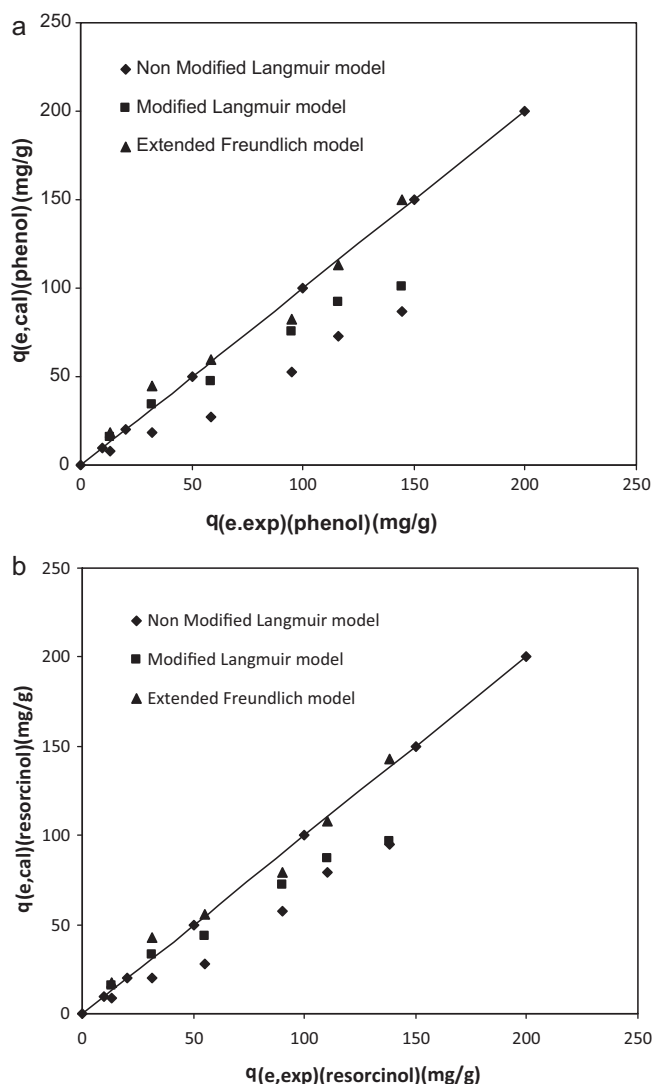 a
250
200
150
100
50
0
q(e,cal)(phenol)(mg/g)
Non Modified Langmuir model
Modified Langmuir model
Extended Freundlich model
0 50 100 150 200 250
q(e.exp)(phenol)(mg/g)
b
250
200
150
100
50
0
q(e,cal)(resorcinol)(mg/g)
Non Modified Langmuir model
Modified Langmuir model
Extended Freundlich model
0 50 100 150 200 250
q(e,exp)(resorcinol)(mg/g)